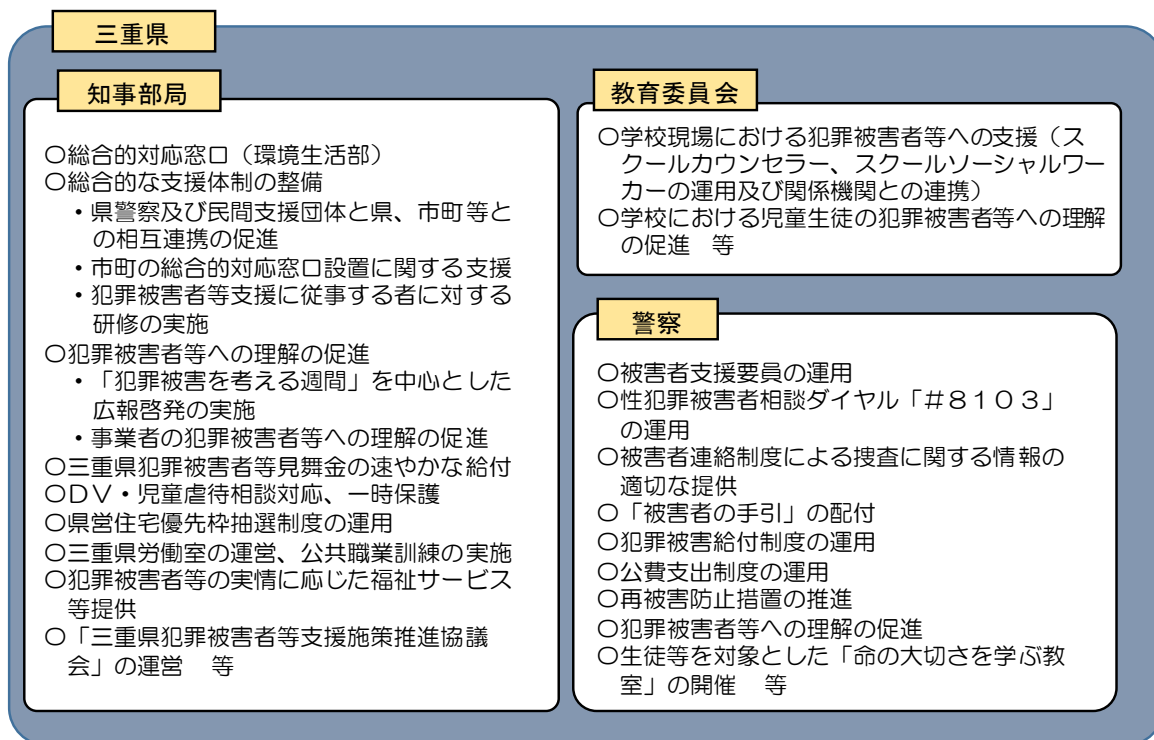 三重県
知事部局
〇総合的対応窓口（環境生活部）
〇総合的な支援体制の整備
・県警察及び民間支援団体と県、市町等と
の相互連携の促進
・市町の総合的対応窓口設置に関する支援
・犯罪被害者等支援に従事する者に対する
研修の実施
〇犯罪被害者等への理解の促進
・「犯罪被害を考える週間」を中心とした
広報啓発の実施
・事業者の犯罪被害者等への理解の促進
〇三重県犯罪被害者等見舞金の速やかな給付
〇ＤＶ・児童虐待相談対応、一時保護
〇県営住宅優先枠抽選制度の運用
〇三重県労働室の運営、公共職業訓練の実施
〇犯罪被害者等の実情に応じた福祉サービス
等提供
〇「三重県犯罪被害者等支援施策推進協議
会」の運営　等
教育委員会
〇学校現場における犯罪被害者等への支援（ス
クールカウンセラー、スクールソーシャルワー
カーの運用及び関係機関との連携）
〇学校における児童生徒の犯罪被害者等への理解
の促進　等
警察
〇被害者支援要員の運用
〇性犯罪被害者相談ダイヤル「＃８１０３」
の運用
〇被害者連絡制度による捜査に関する情報の
適切な提供
〇「被害者の手引」の配付
〇犯罪被害給付制度の運用
〇公費支出制度の運用
〇再被害防止措置の推進
〇犯罪被害者等への理解の促進
〇生徒等を対象とした「命の大切さを学ぶ教
室」の開催　等